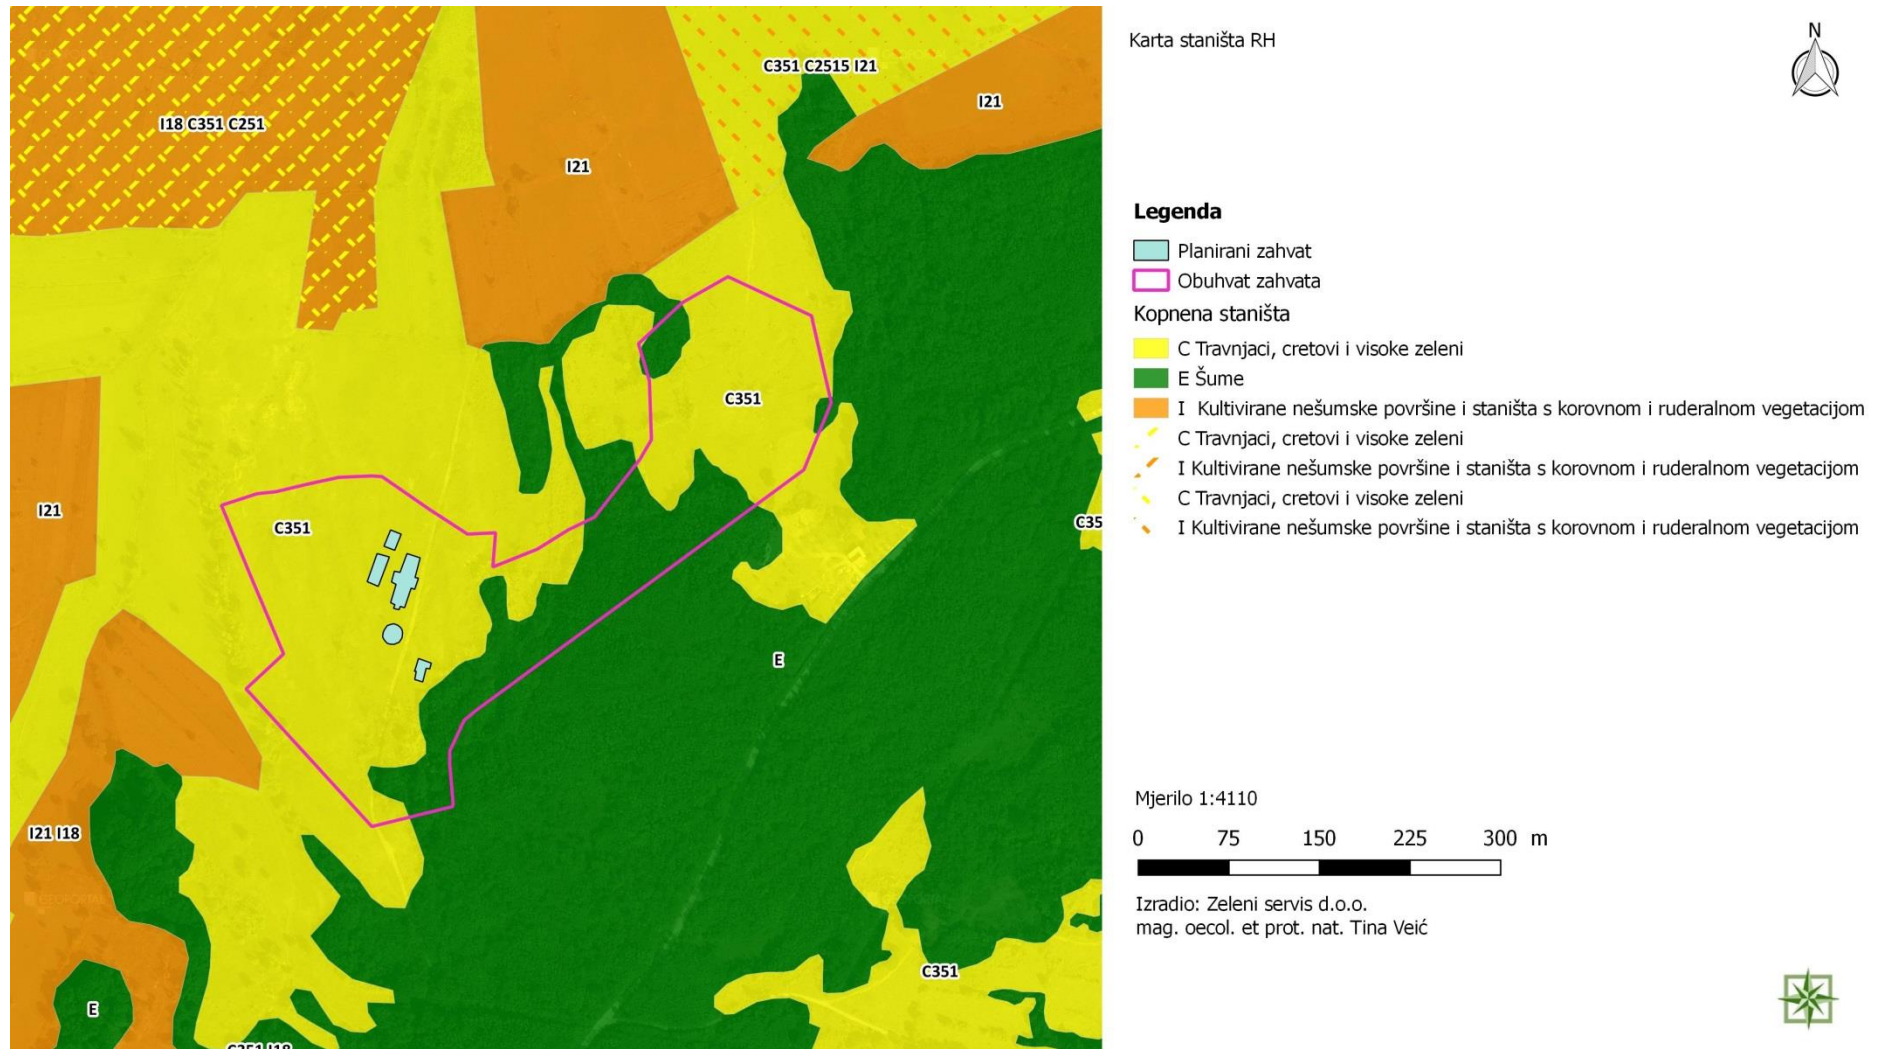 Karta staništa RH
N
C351 C2515 I21
I21
I18 C351 C251
I21
Legenda
Planirani zahvat
Obuhvat zahvata
Kopnena staništa
C Travnjaci, cretovi i visoke zeleni
E Šume
I Kultivirane nešumske površine i staništa s korovnom i ruderalnom vegetacijom
C Travnjaci, cretovi i visoke zeleni
I Kultivirane nešumske površine i staništa s korovnom i ruderalnom vegetacijom
C Travnjaci, cretovi i visoke zeleni
I Kultivirane nešumske površine i staništa s korovnom i ruderalnom vegetacijom
C351
I21
C351
C35
E
Mjerilo 1:4110
0 75 150 225 300 m
I21 I18
Izradio: Zeleni servis d.o.o.
mag. oecol. et prot. nat. Tina Veić
C351
E
C351 I18